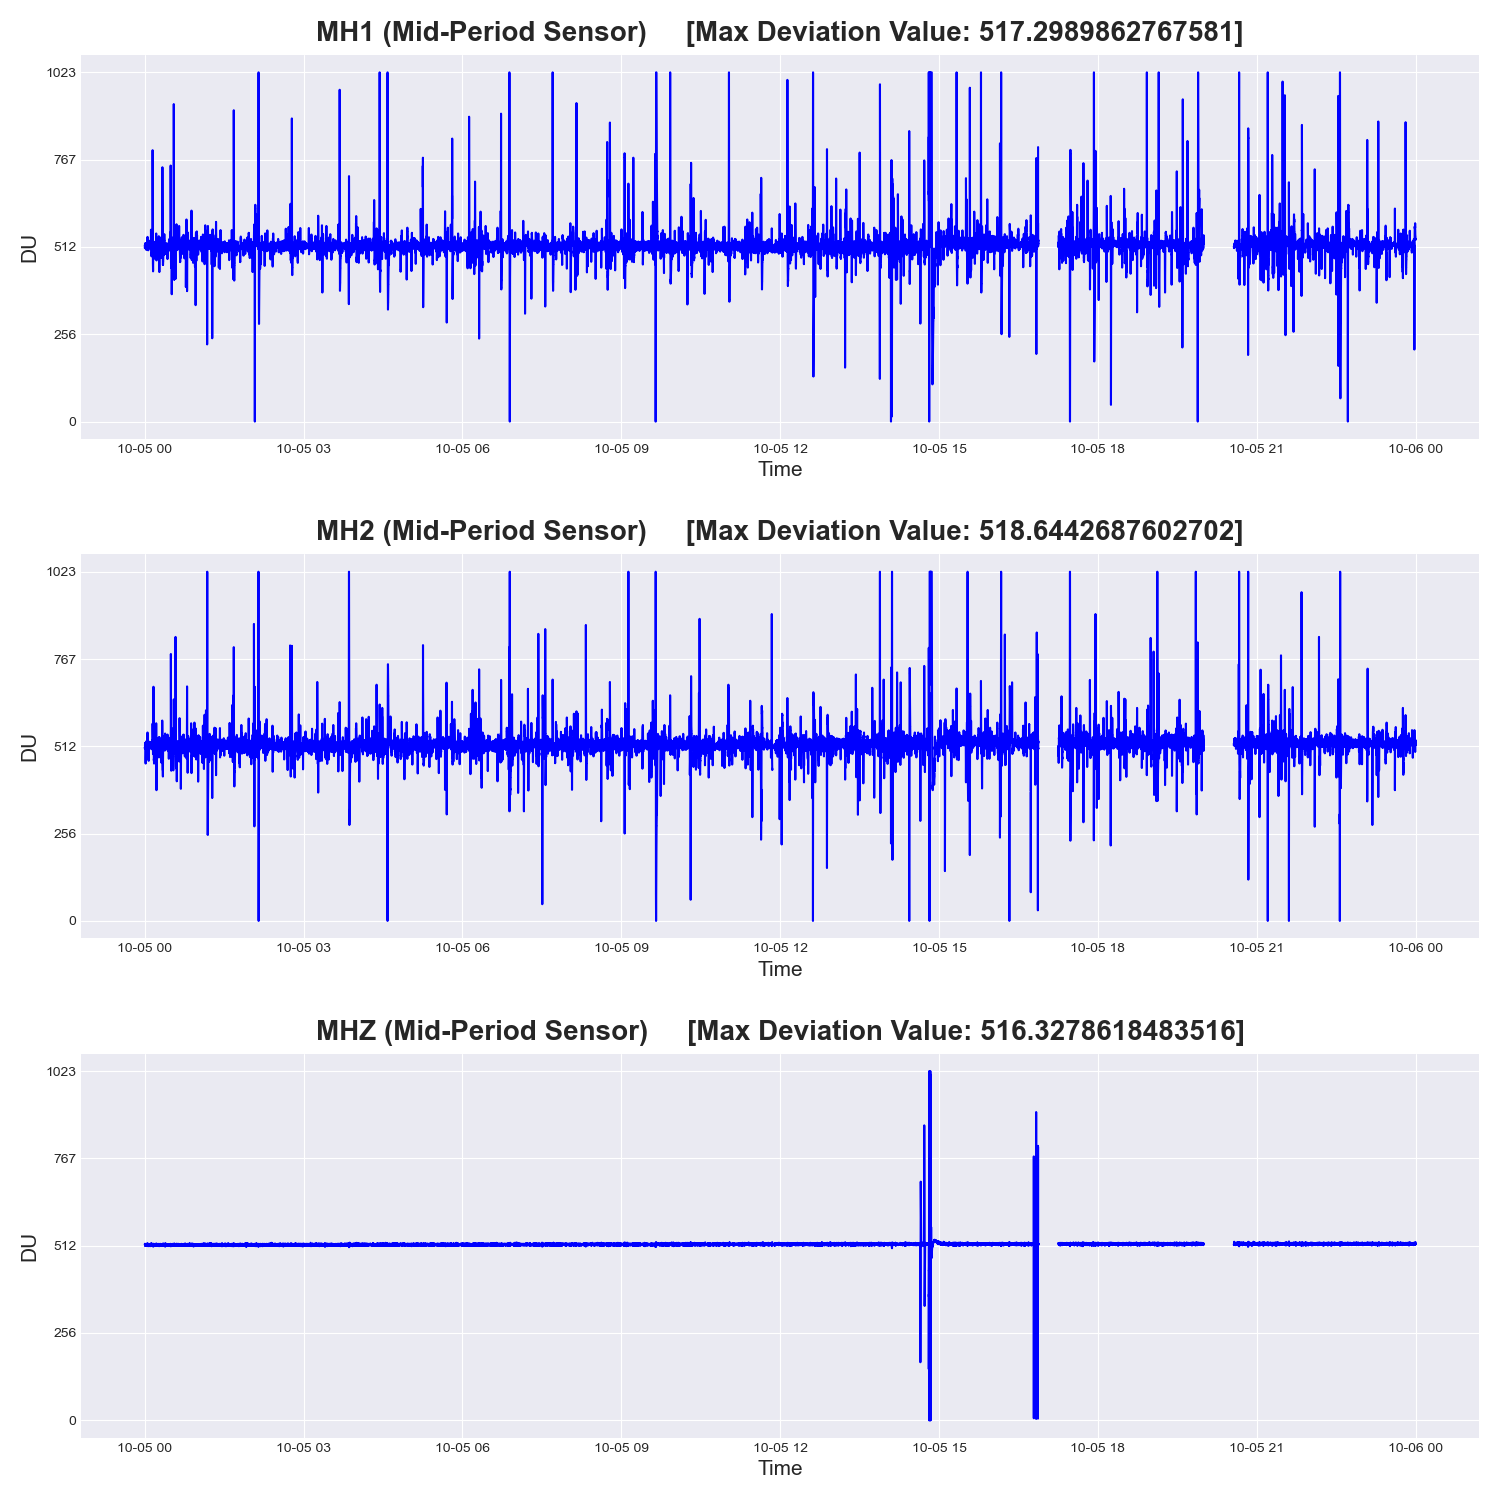 MH1 (Mid-Period Sensor) [Max Deviation Value: 517.2989862767581]
1023
767
512
256
0
DU
10-05 00 10-05 03 10-05 06 10-05 09 10-05 12 10-05 15 10-05 18 10-05 21 10-06 00
Time
MH2 (Mid-Period Sensor) [Max Deviation Value: 518.6442687602702]
1023
767
512
256
0
DU
10-05 00 10-05 03 10-05 06 10-05 09 10-05 12 10-05 15 10-05 18 10-05 21 10-06 00
Time
MHZ (Mid-Period Sensor) [Max Deviation Value: 516.3278618483516]
1023
767
512
256
0
DU
10-05 00 10-05 03 10-05 06 10-05 09 10-05 12 10-05 15 10-05 18 10-05 21 10-06 00
Time